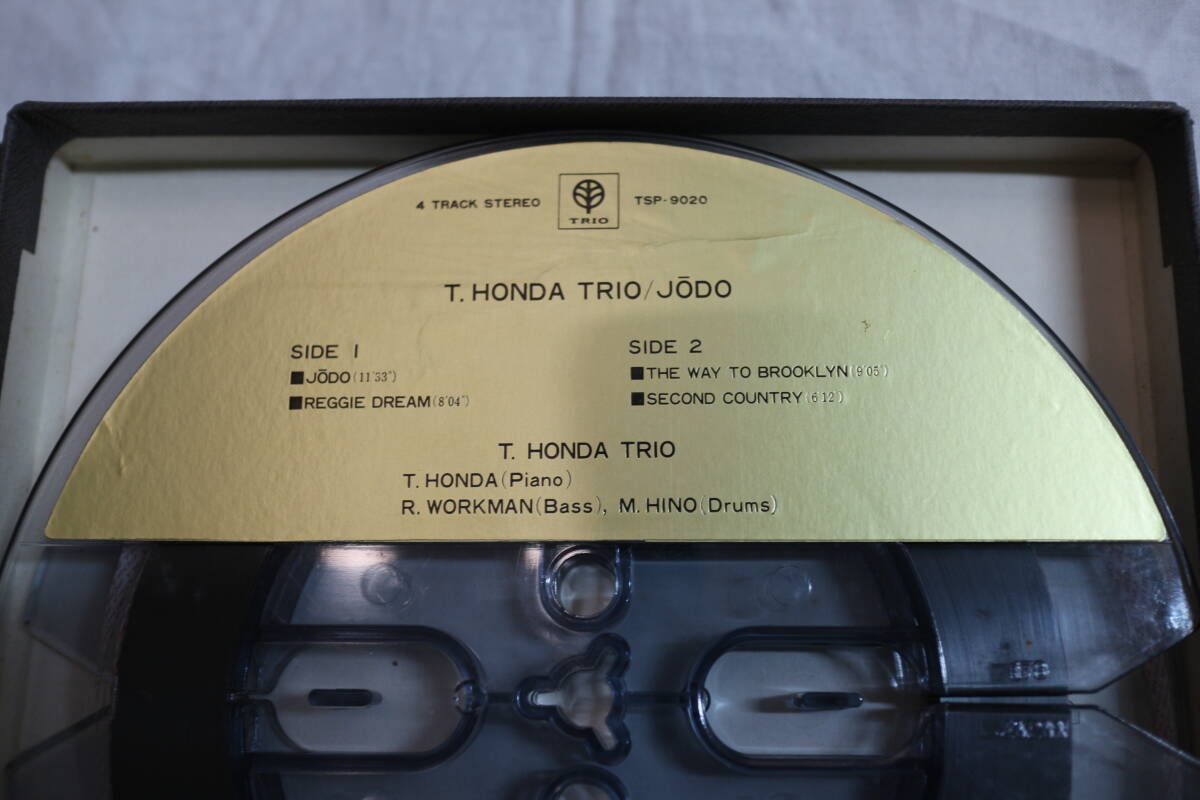 4 TRACK STEREO
TRIO
TSP-9020
T. HONDA TRIO/JŌDO
SIDE 1
■JŌDO(11'53")
■REGGIE DREAM(8'04")
SIDE 2
■THE WAY TO BROOKLYN(9'05")
■SECOND COUNTRY(6'12")
T. HONDA TRIO
T. HONDA(Piano)
R. WORKMAN(Bass), M. HINO(Drums)